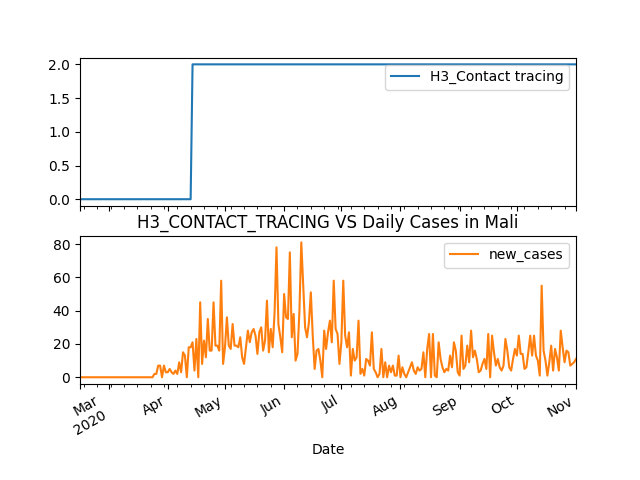 2.0
1.5
1.0
0.5
0.0
H3_Contact tracing
H3_CONTACT_TRACING VS Daily Cases in Mali
80
60
40
20
0
new_cases
Mar
2020
Apr
May
Jun
Jul
Aug
Sep
Oct
Nov
Date